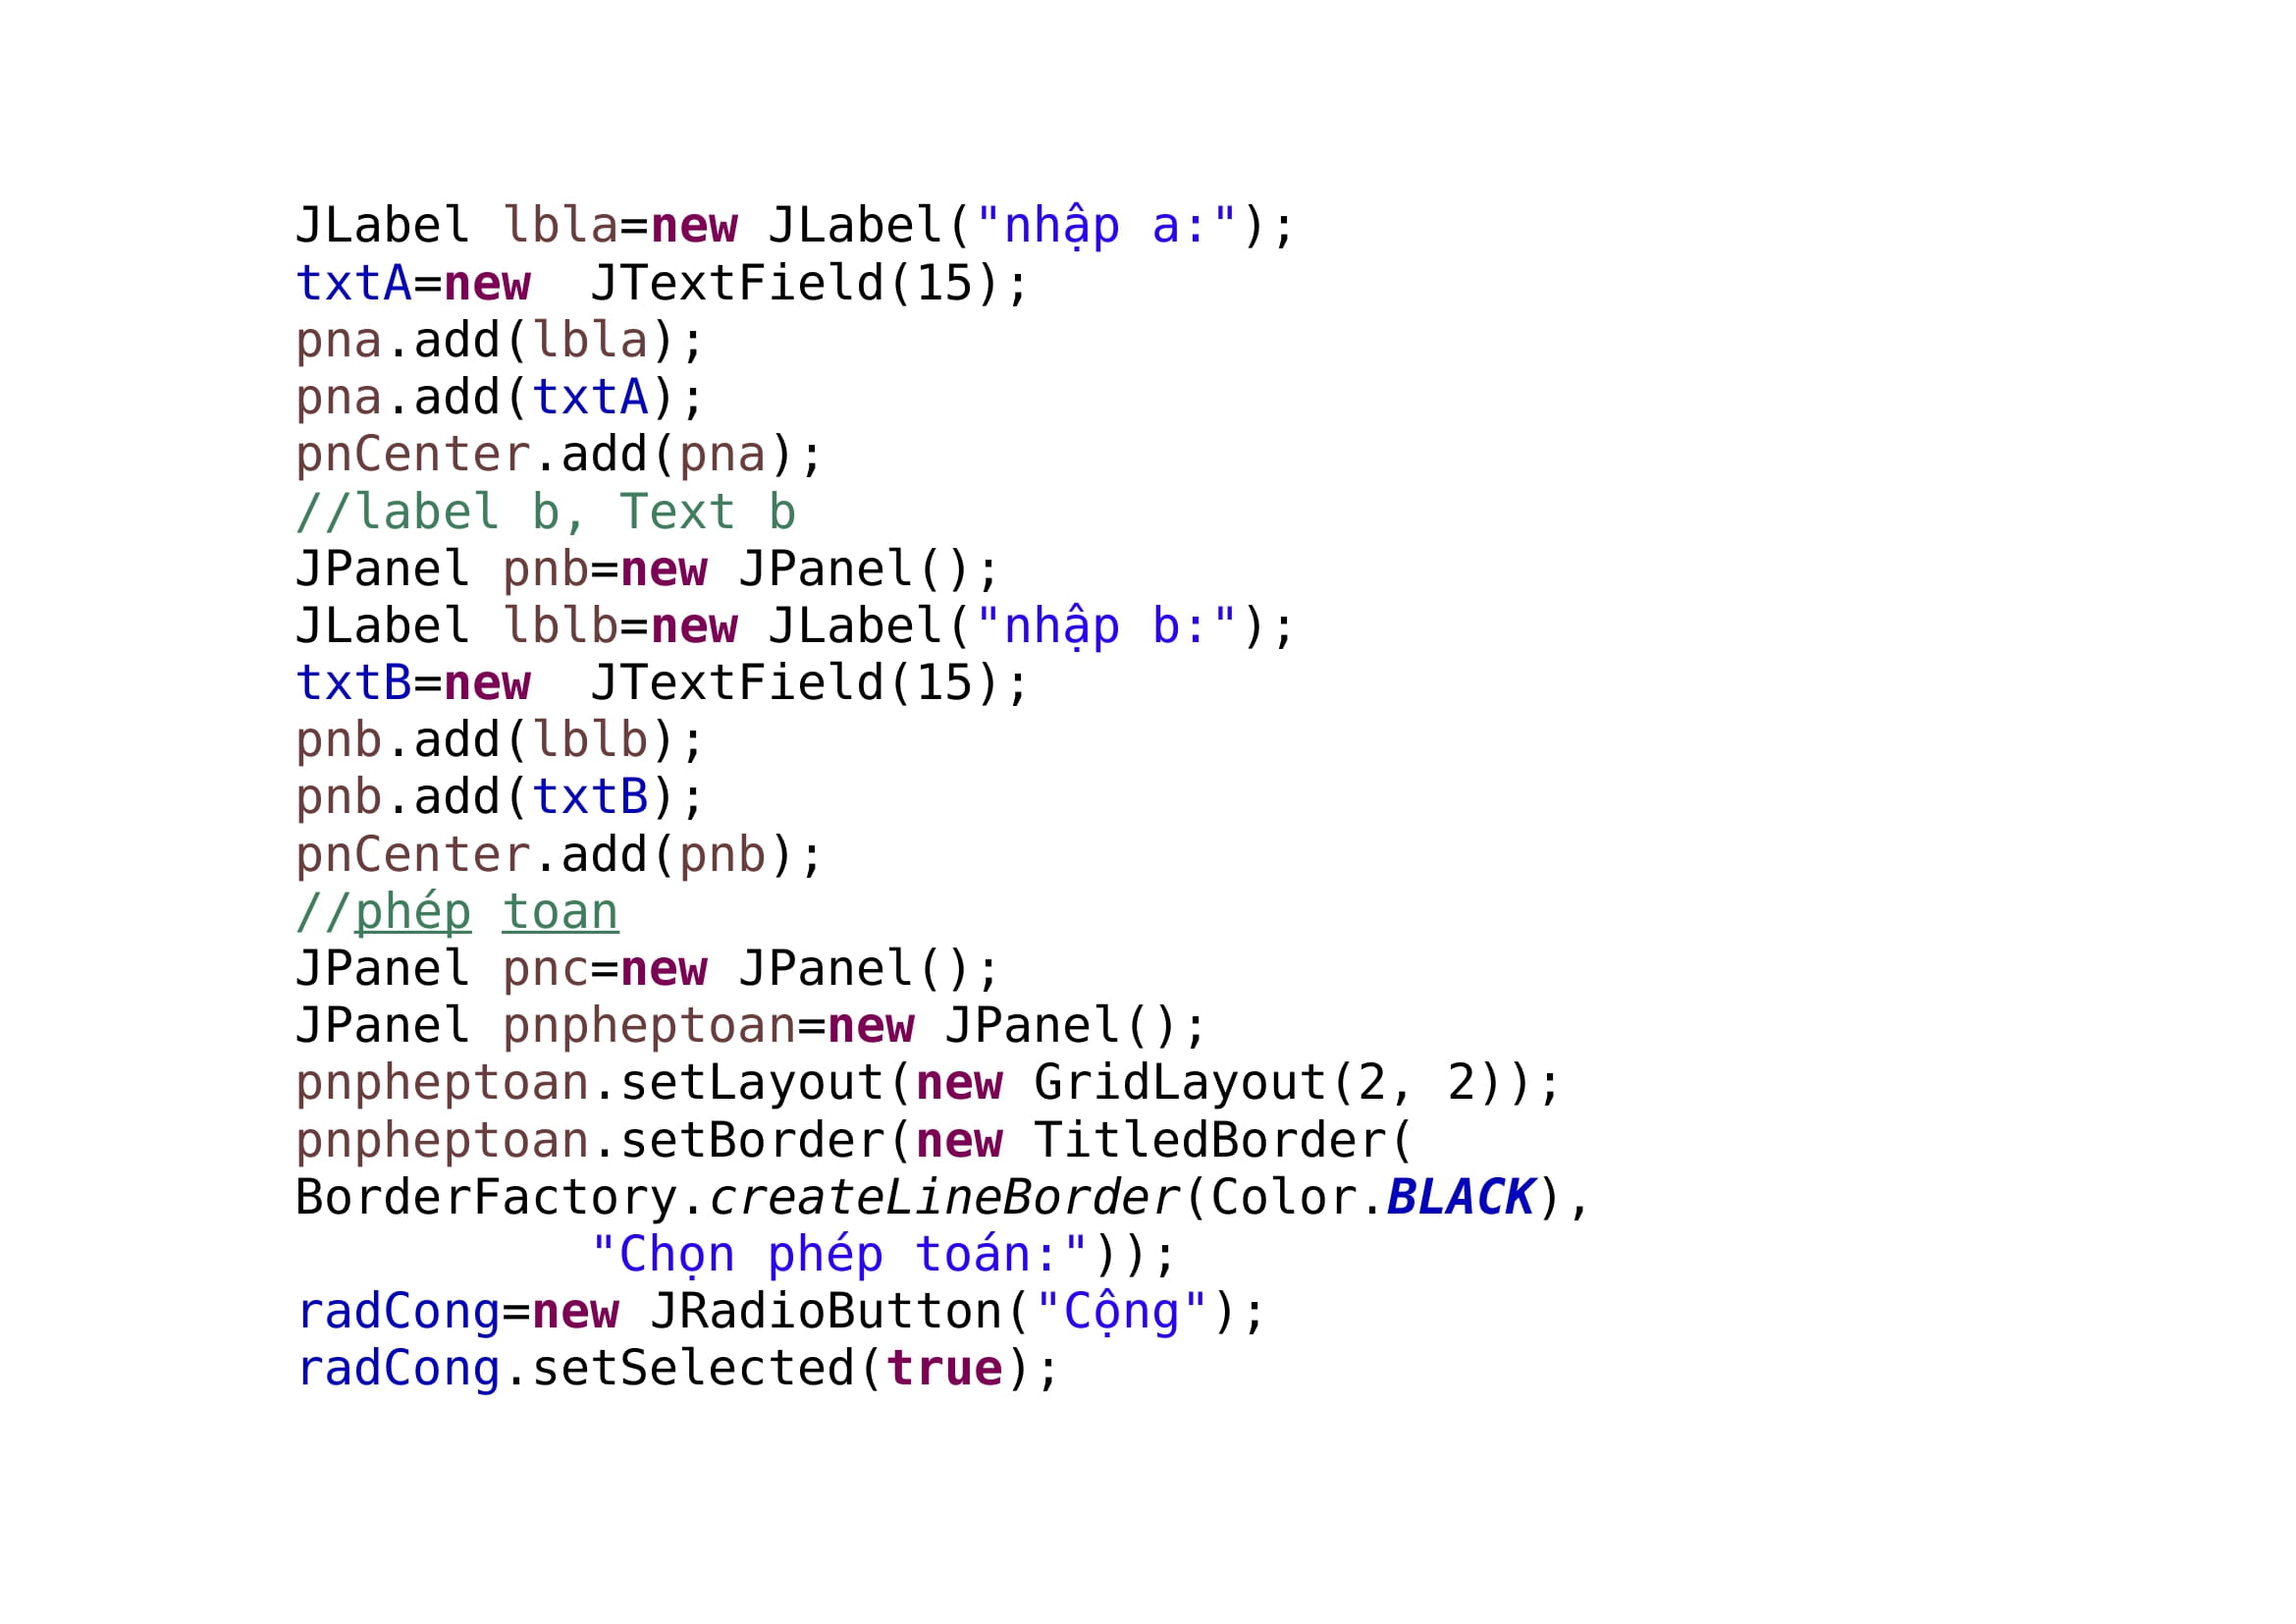 JLabel lbla=new JLabel("nhập a:");
txtA=new  JTextField(15);
pna.add(lbla);
pna.add(txtA);
pnCenter.add(pna);
//label b, Text b
JPanel pnb=new JPanel();
JLabel lblb=new JLabel("nhập b:");
txtB=new  JTextField(15);
pnb.add(lblb);
pnb.add(txtB);
pnCenter.add(pnb);
//phép toan
JPanel pnc=new JPanel();
JPanel pnpheptoan=new JPanel();
pnpheptoan.setLayout(new GridLayout(2, 2));
pnpheptoan.setBorder(new TitledBorder(
BorderFactory.createLineBorder(Color.BLACK),
          "Chọn phép toán:"));
radCong=new JRadioButton("Cộng");
radCong.setSelected(true);